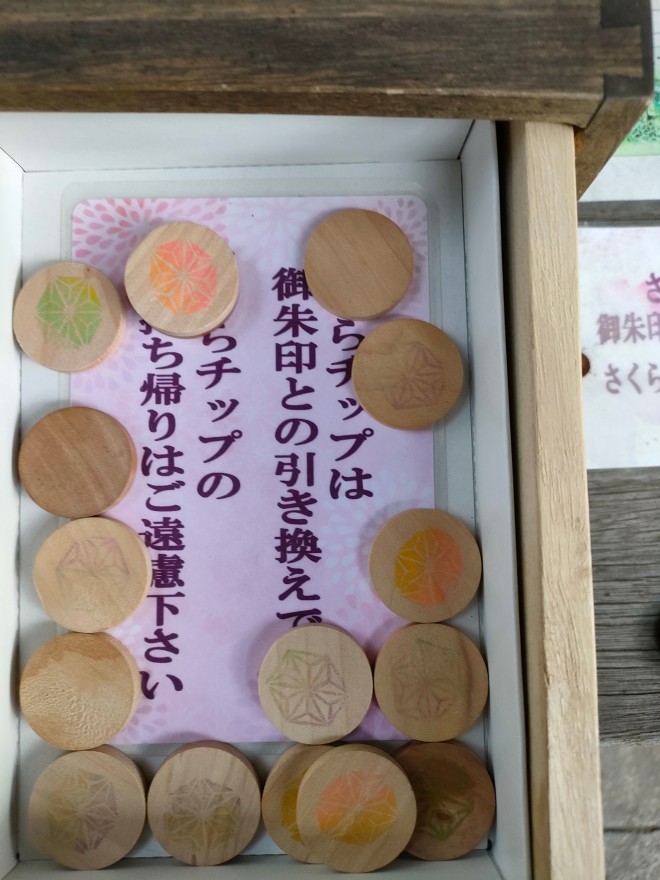 らチップは
御朱印との引き換えで
らチップの
持ち帰りはご遠慮下さい
さ
御朱印
さくら